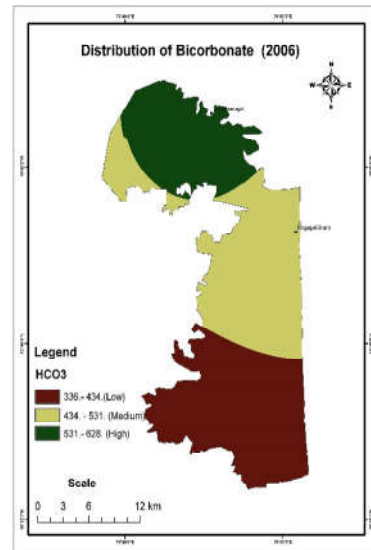 Distribution of Bicorbonate (2006)
N
W E
S
Legend
HCO3
336.- 434.(Low)
434. - 531. (Medium)
531.- 628. (High)
Scale
0 3 6 12 km